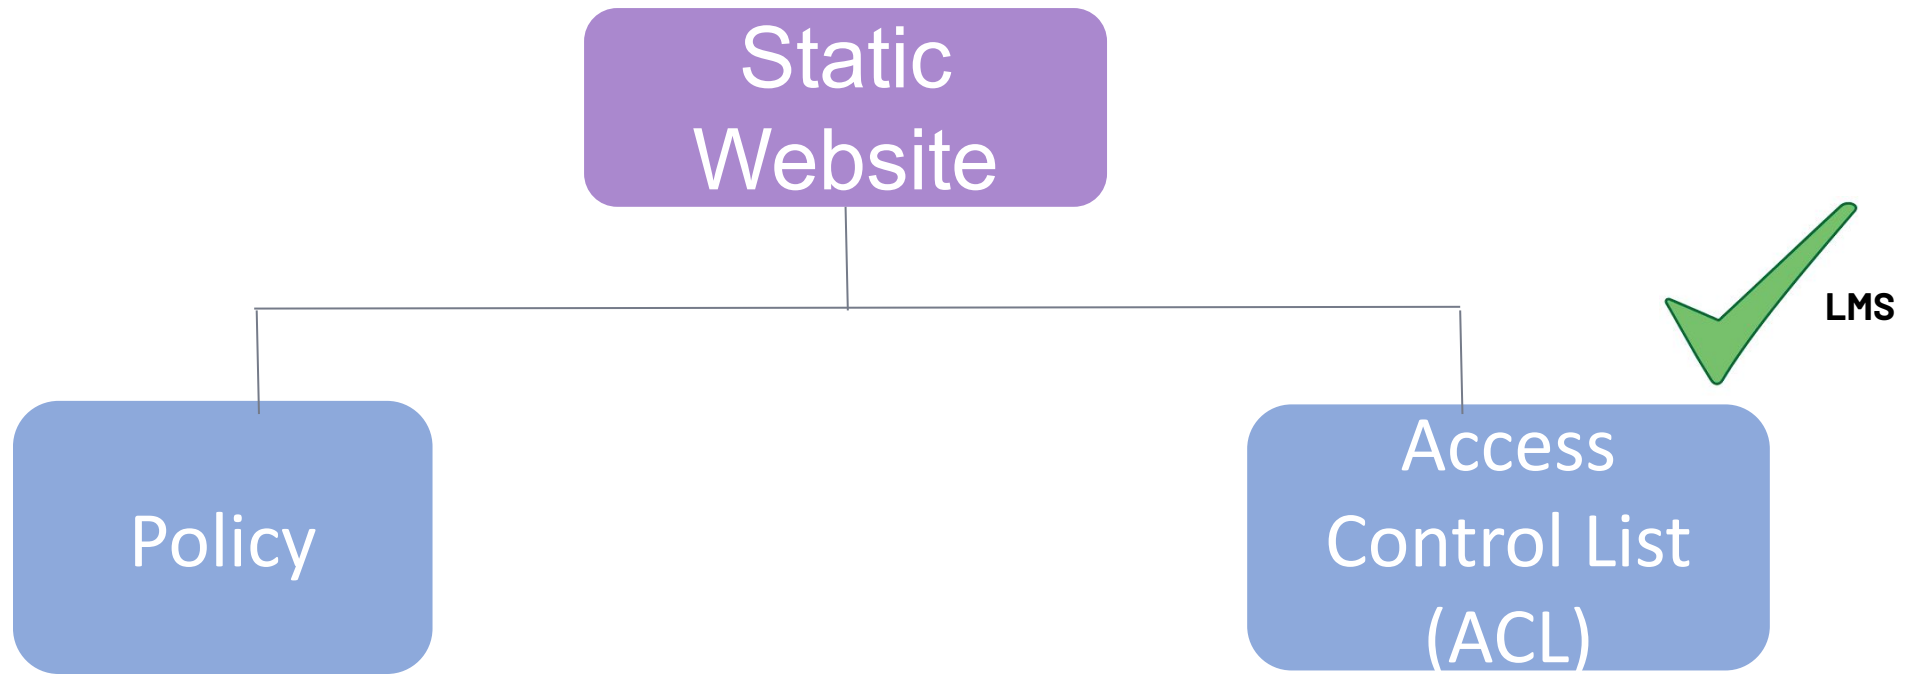 Static
Website
LMS
Policy
Access
Control List
(ACL)